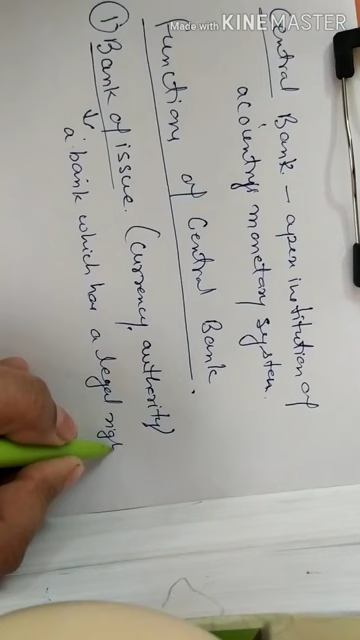 Made with KINEMASTER
Central Bank - apex institution of
a country's monetary system.
Functions of Central Bank.
① Bank of issue. (Currency authority)
a bank which has a legal righ